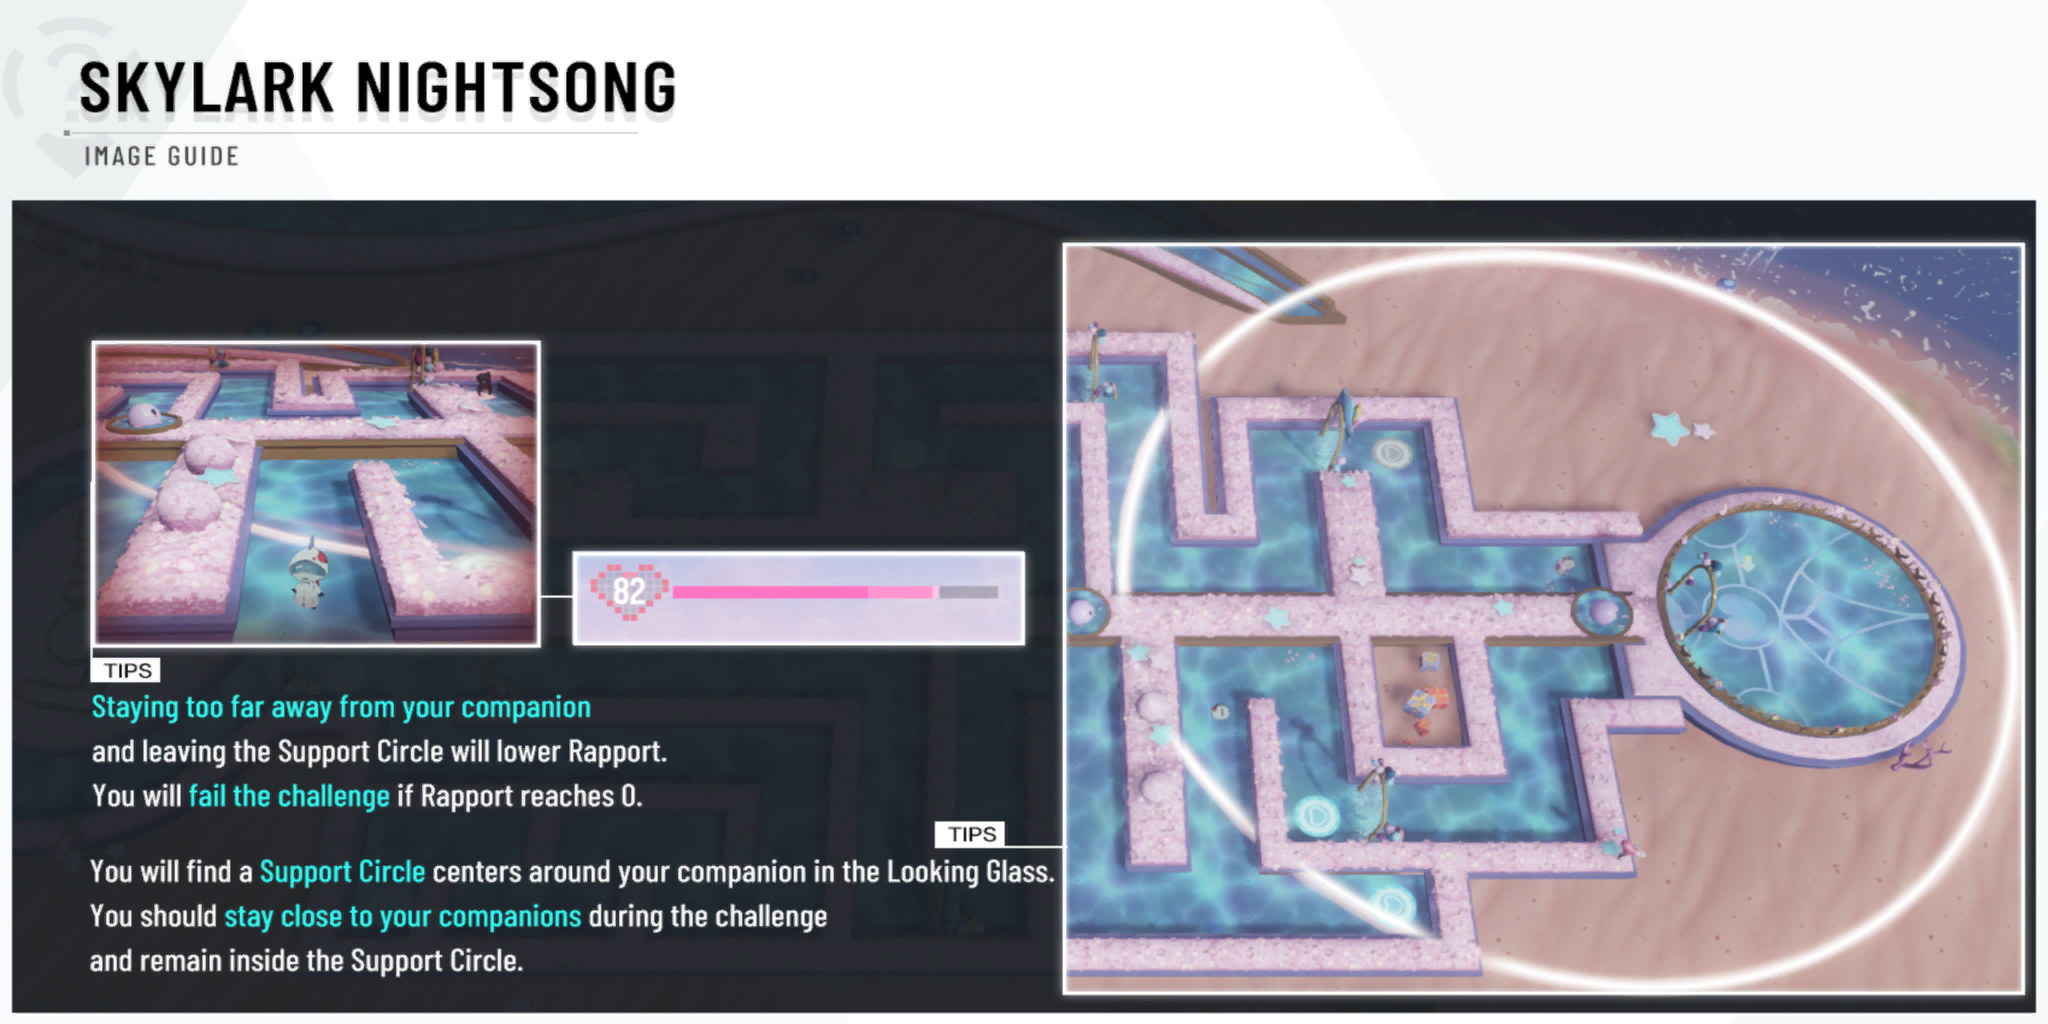 SKYLARK NIGHTSONG
IMAGE GUIDE
82
TIPS
Staying too far away from your companion
and leaving the Support Circle will lower Rapport.
You will fail the challenge if Rapport reaches 0.
TIPS
You will find a Support Circle centers around your companion in the Looking Glass.
You should stay close to your companions during the challenge
and remain inside the Support Circle.